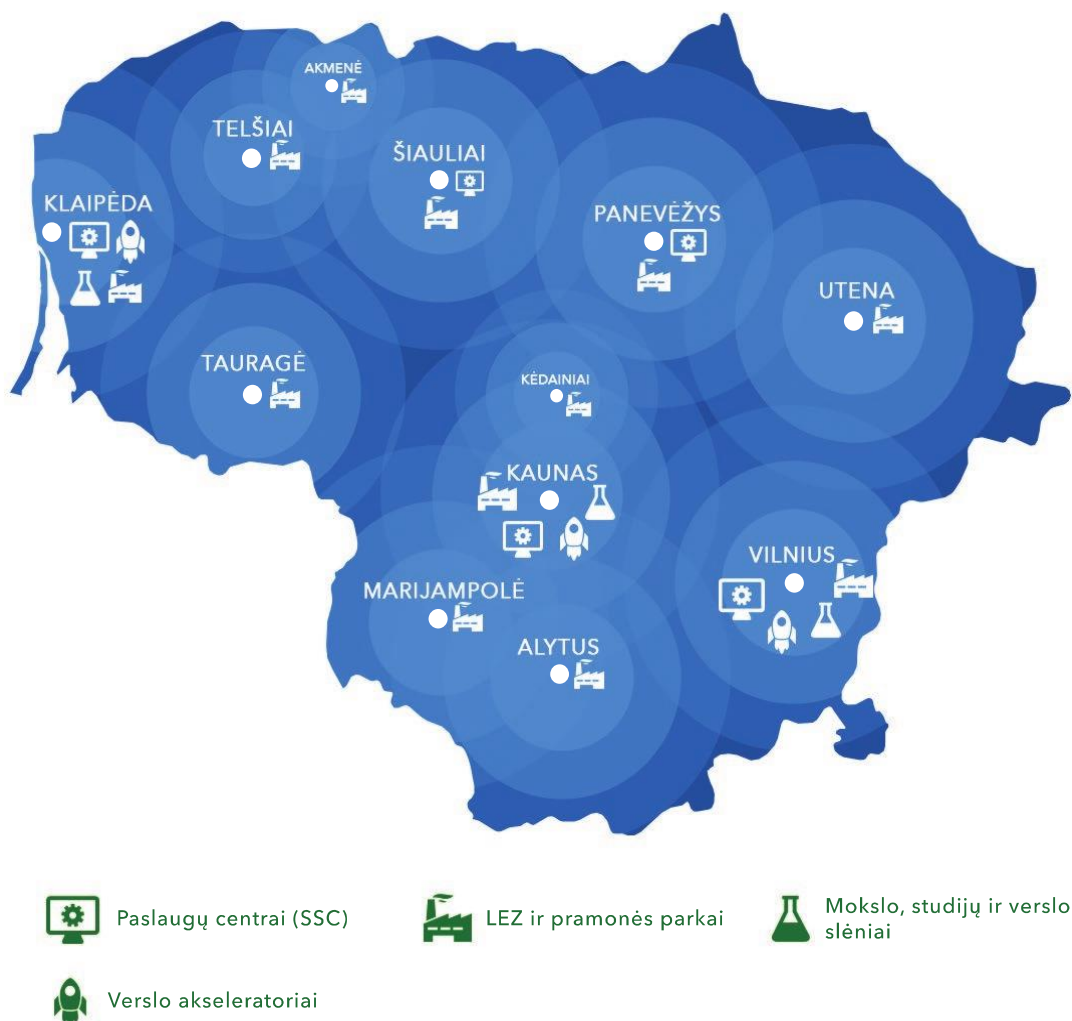 AKMENĖ
TELŠIAI
ŠIAULIAI
KLAIPĖDA
PANEVĖŽYS
UTENA
TAURAGĖ
KĖDAINIAI
KAUNAS
VILNIUS
MARIJAMPOLĖ
ALYTUS
Paslaugų centrai (SSC)
LEZ ir pramonės parkai
Mokslo, studijų ir verslo
slėniai
Verslo akseleratoriai